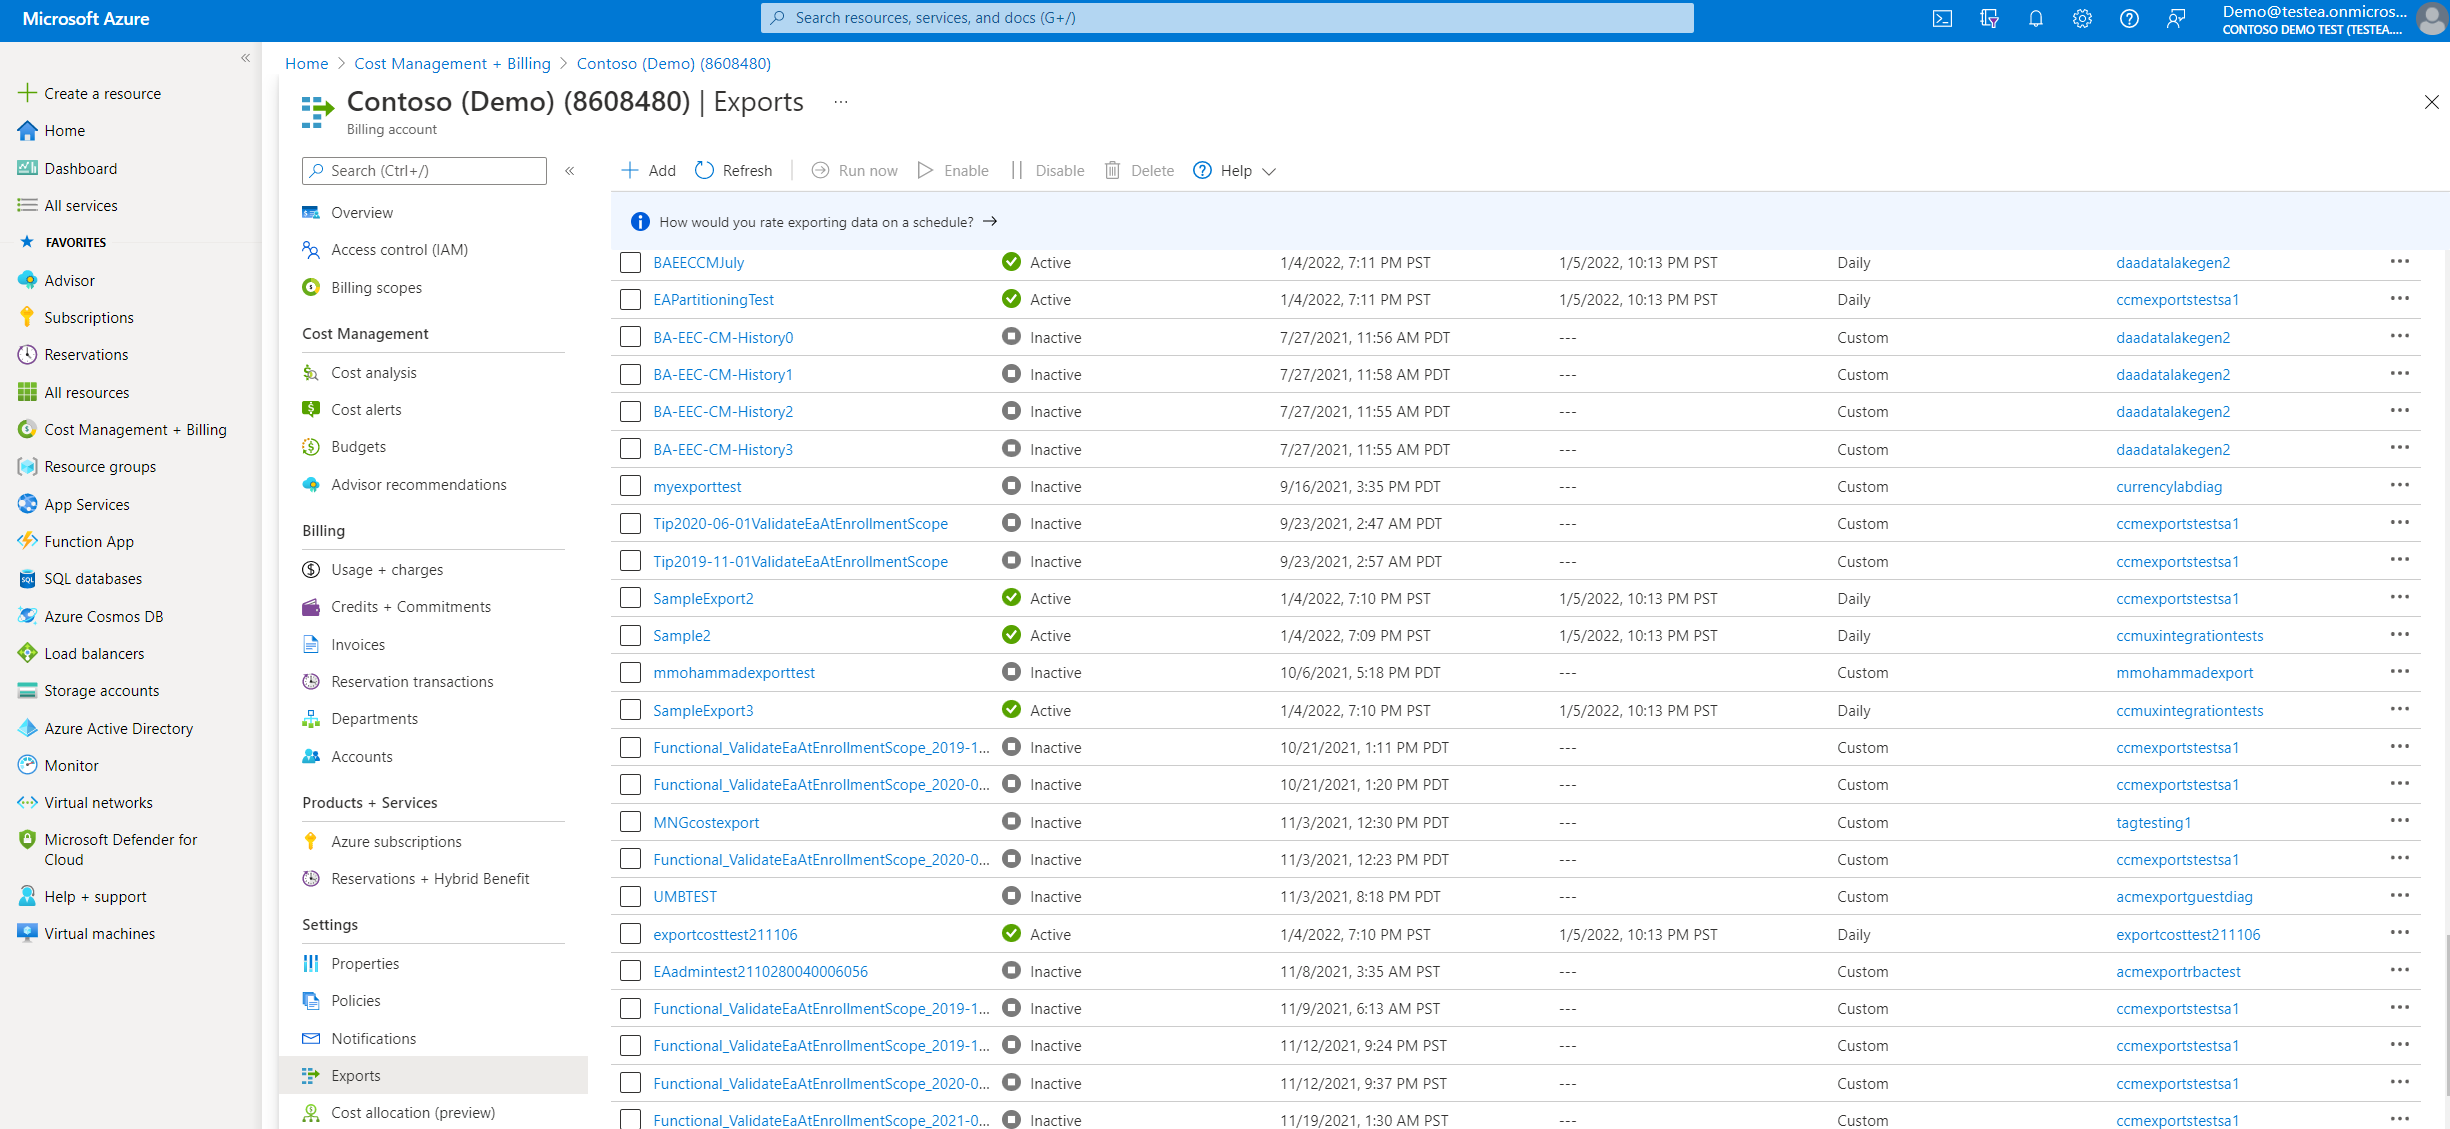 Microsoft Azure
Search resources, services, and docs (G+/)
Demo@testea.onmicros...
CONTOSO DEMO TEST (TESTEA....
Create a resource
Home
Dashboard
All services
FAVORITES
Advisor
Subscriptions
Reservations
All resources
Cost Management + Billing
Resource groups
App Services
Function App
SQL databases
Azure Cosmos DB
Load balancers
Storage accounts
Azure Active Directory
Monitor
Virtual networks
Microsoft Defender for
Cloud
Help + support
Virtual machines
Home > Cost Management + Billing > Contoso (Demo) (8608480)
Contoso (Demo) (8608480) | Exports ...
Billing account
Search (Ctrl+/)
Overview
Access control (IAM)
Billing scopes
Cost Management
Cost analysis
Cost alerts
Budgets
Advisor recommendations
Billing
Usage + charges
Credits + Commitments
Invoices
Reservation transactions
Departments
Accounts
Products + Services
Azure subscriptions
Reservations + Hybrid Benefit
Settings
Properties
Policies
Notifications
Exports
Cost allocation (preview)
Add Refresh Run now Enable Disable Delete Help
How would you rate exporting data on a schedule? →
BAEECCMJuly Active 1/4/2022, 7:11 PM PST 1/5/2022, 10:13 PM PST Daily daadatalakegen2
EAPartitioningTest Active 1/4/2022, 7:11 PM PST 1/5/2022, 10:13 PM PST Daily ccmexportstestsa1
BA-EEC-CM-History0 Inactive 7/27/2021, 11:56 AM PDT --- Custom daadatalakegen2
BA-EEC-CM-History1 Inactive 7/27/2021, 11:58 AM PDT --- Custom daadatalakegen2
BA-EEC-CM-History2 Inactive 7/27/2021, 11:55 AM PDT --- Custom daadatalakegen2
BA-EEC-CM-History3 Inactive 7/27/2021, 11:55 AM PDT --- Custom daadatalakegen2
myexporttest Inactive 9/16/2021, 3:35 PM PDT --- Custom currencylabdiag
Tip2020-06-01ValidateEaAtEnrollmentScope Inactive 9/23/2021, 2:47 AM PDT --- Custom ccmexportstestsa1
Tip2019-11-01ValidateEaAtEnrollmentScope Inactive 9/23/2021, 2:57 AM PDT --- Custom ccmexportstestsa1
SampleExport2 Active 1/4/2022, 7:10 PM PST 1/5/2022, 10:13 PM PST Daily ccmexportstestsa1
Sample2 Active 1/4/2022, 7:09 PM PST 1/5/2022, 10:13 PM PST Daily ccmuxintegrationtests
mmohammadexporttest Inactive 10/6/2021, 5:18 PM PDT --- Custom mmohammadexport
SampleExport3 Active 1/4/2022, 7:10 PM PST 1/5/2022, 10:13 PM PST Daily ccmuxintegrationtests
Functional_ValidateEaAtEnrollmentScope_2019-1... Inactive 10/21/2021, 1:11 PM PDT --- Custom ccmexportstestsa1
Functional_ValidateEaAtEnrollmentScope_2020-0... Inactive 10/21/2021, 1:20 PM PDT --- Custom ccmexportstestsa1
MNGcostexport Inactive 11/3/2021, 12:30 PM PDT --- Custom tagtesting1
Functional_ValidateEaAtEnrollmentScope_2020-0... Inactive 11/3/2021, 12:23 PM PDT --- Custom ccmexportstestsa1
UMBTEST Inactive 11/3/2021, 8:18 PM PDT --- Custom acmexportguestdiag
exportcosttest211106 Active 1/4/2022, 7:10 PM PST 1/5/2022, 10:13 PM PST Daily exportcosttest211106
EAadmintest2110280040006056 Inactive 11/8/2021, 3:35 AM PST --- Custom acmexportrbactest
Functional_ValidateEaAtEnrollmentScope_2019-1... Inactive 11/9/2021, 6:13 AM PST --- Custom ccmexportstestsa1
Functional_ValidateEaAtEnrollmentScope_2019-1... Inactive 11/12/2021, 9:24 PM PST --- Custom ccmexportstestsa1
Functional_ValidateEaAtEnrollmentScope_2020-0... Inactive 11/12/2021, 9:37 PM PST --- Custom ccmexportstestsa1
Functional_ValidateEaAtEnrollmentScope_2021-0... Inactive 11/19/2021, 1:30 AM PST --- Custom ccmexportstestsa1